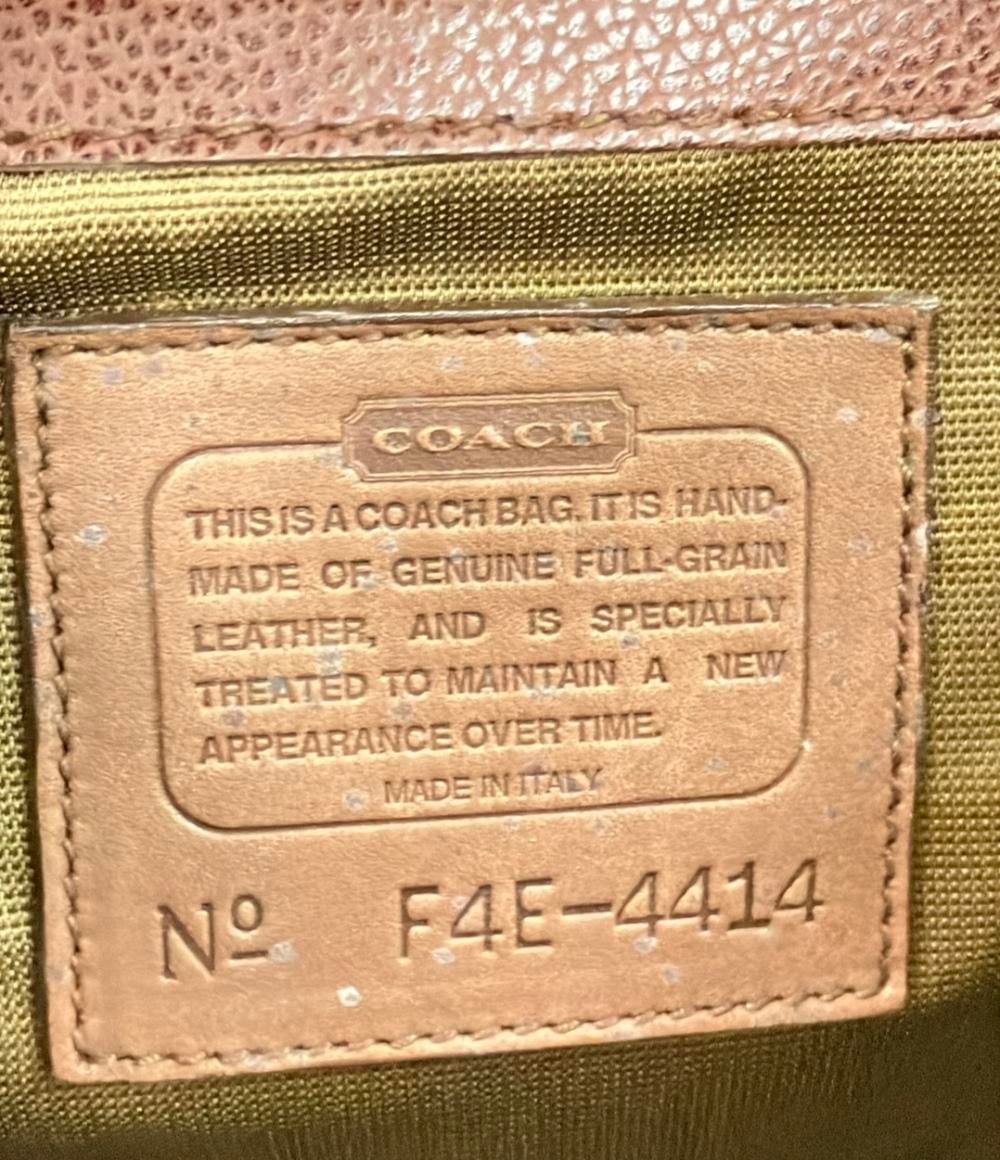 COACH
THIS IS A COACH BAG. IT IS HAND-
MADE OF GENUINE FULL-GRAIN
LEATHER, AND IS SPECIALLY
TREATED TO MAINTAIN A NEW
APPEARANCE OVER TIME.
MADE IN ITALY
Nº F4E-4414